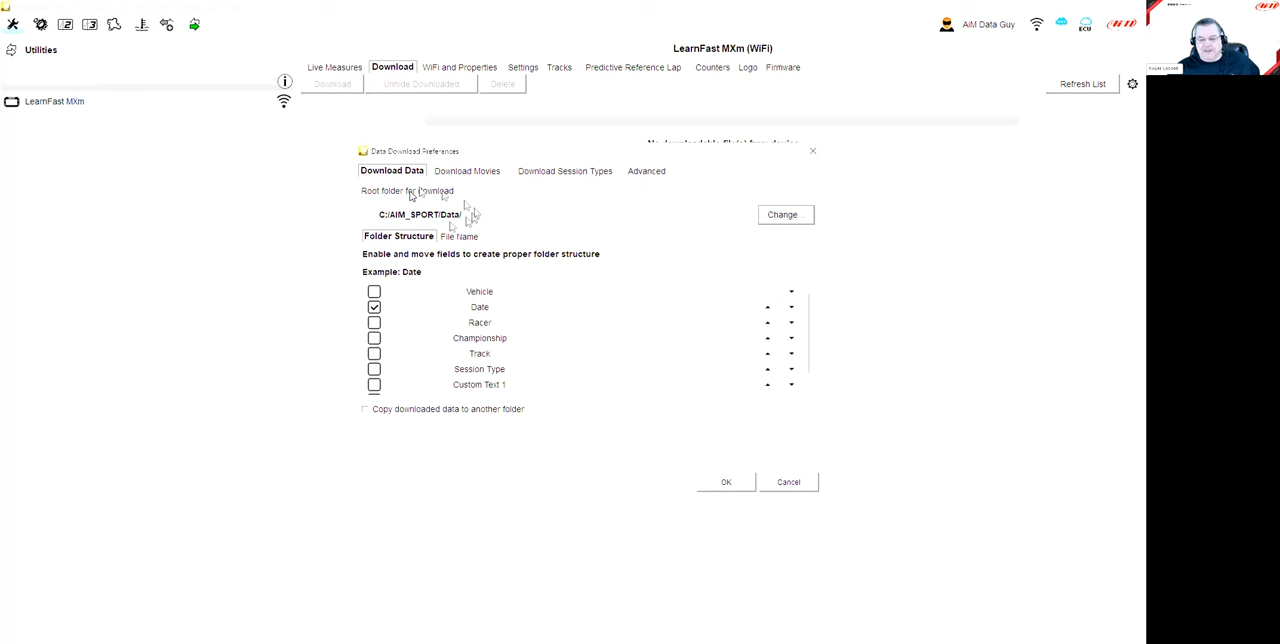 AiM Data Guy
ECU
Utilities
LearnFast MXm (WiFi)
Live Measures Download WiFi and Properties Settings Tracks Predictive Reference Lap Counters Logo Firmware
Download Unhide Downloaded Delete Refresh List
LearnFast MXm
Data Download Preferences
Download Data Download Movies Download Session Types Advanced
Root folder for Download
C:/AIM_SPORT/Data/
Change...
Folder Structure File Name
Enable and move fields to create proper folder structure
Example: Date
Vehicle
Date
Racer
Championship
Track
Session Type
Custom Text 1
Copy downloaded data to another folder
OK Cancel